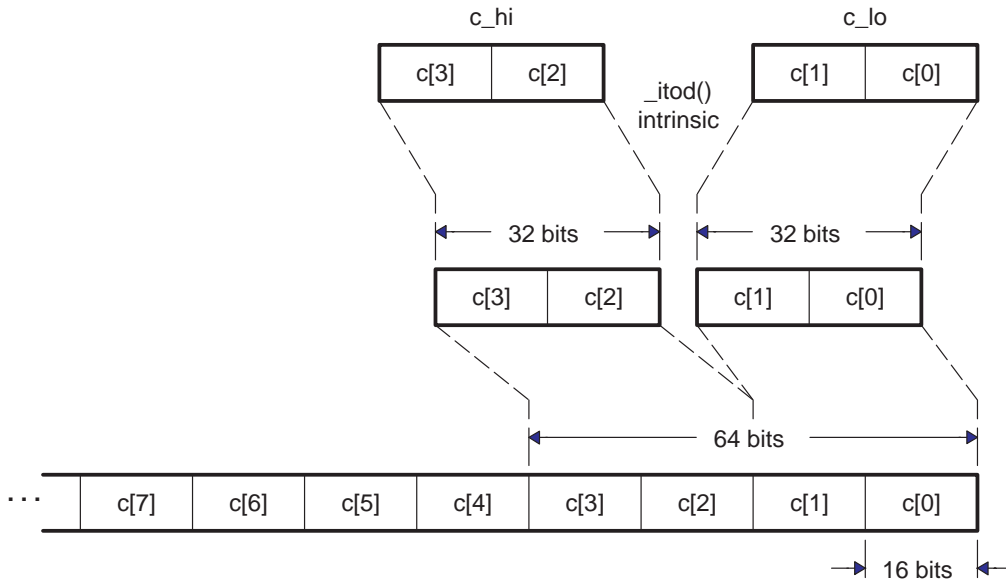 c_hi
c_lo
c[3] c[2]
c[1] c[0]
_itod()
intrinsic
32 bits
32 bits
c[3] c[2]
c[1] c[0]
64 bits
... c[7] c[6] c[5] c[4] c[3] c[2] c[1] c[0]
16 bits